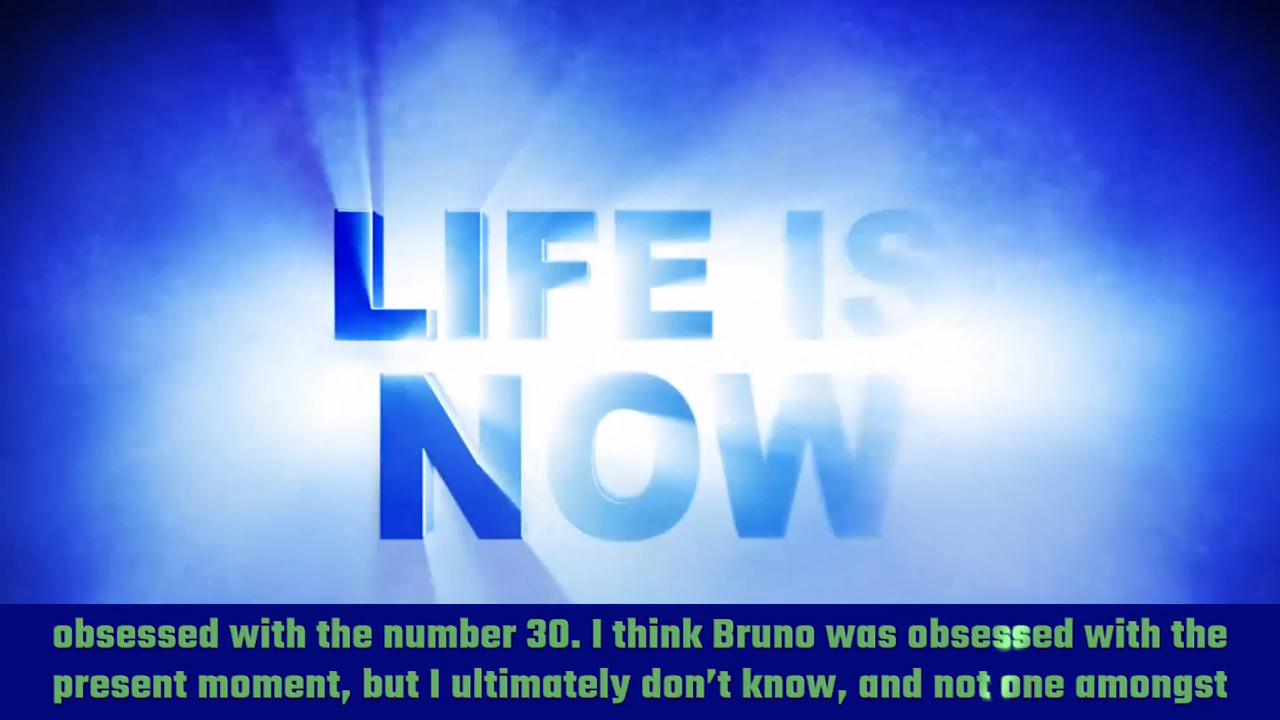 LIFE IS
NOW
obsessed with the number 30. I think Bruno was obsessed with the
present moment, but I ultimately don’t know, and not one amongst